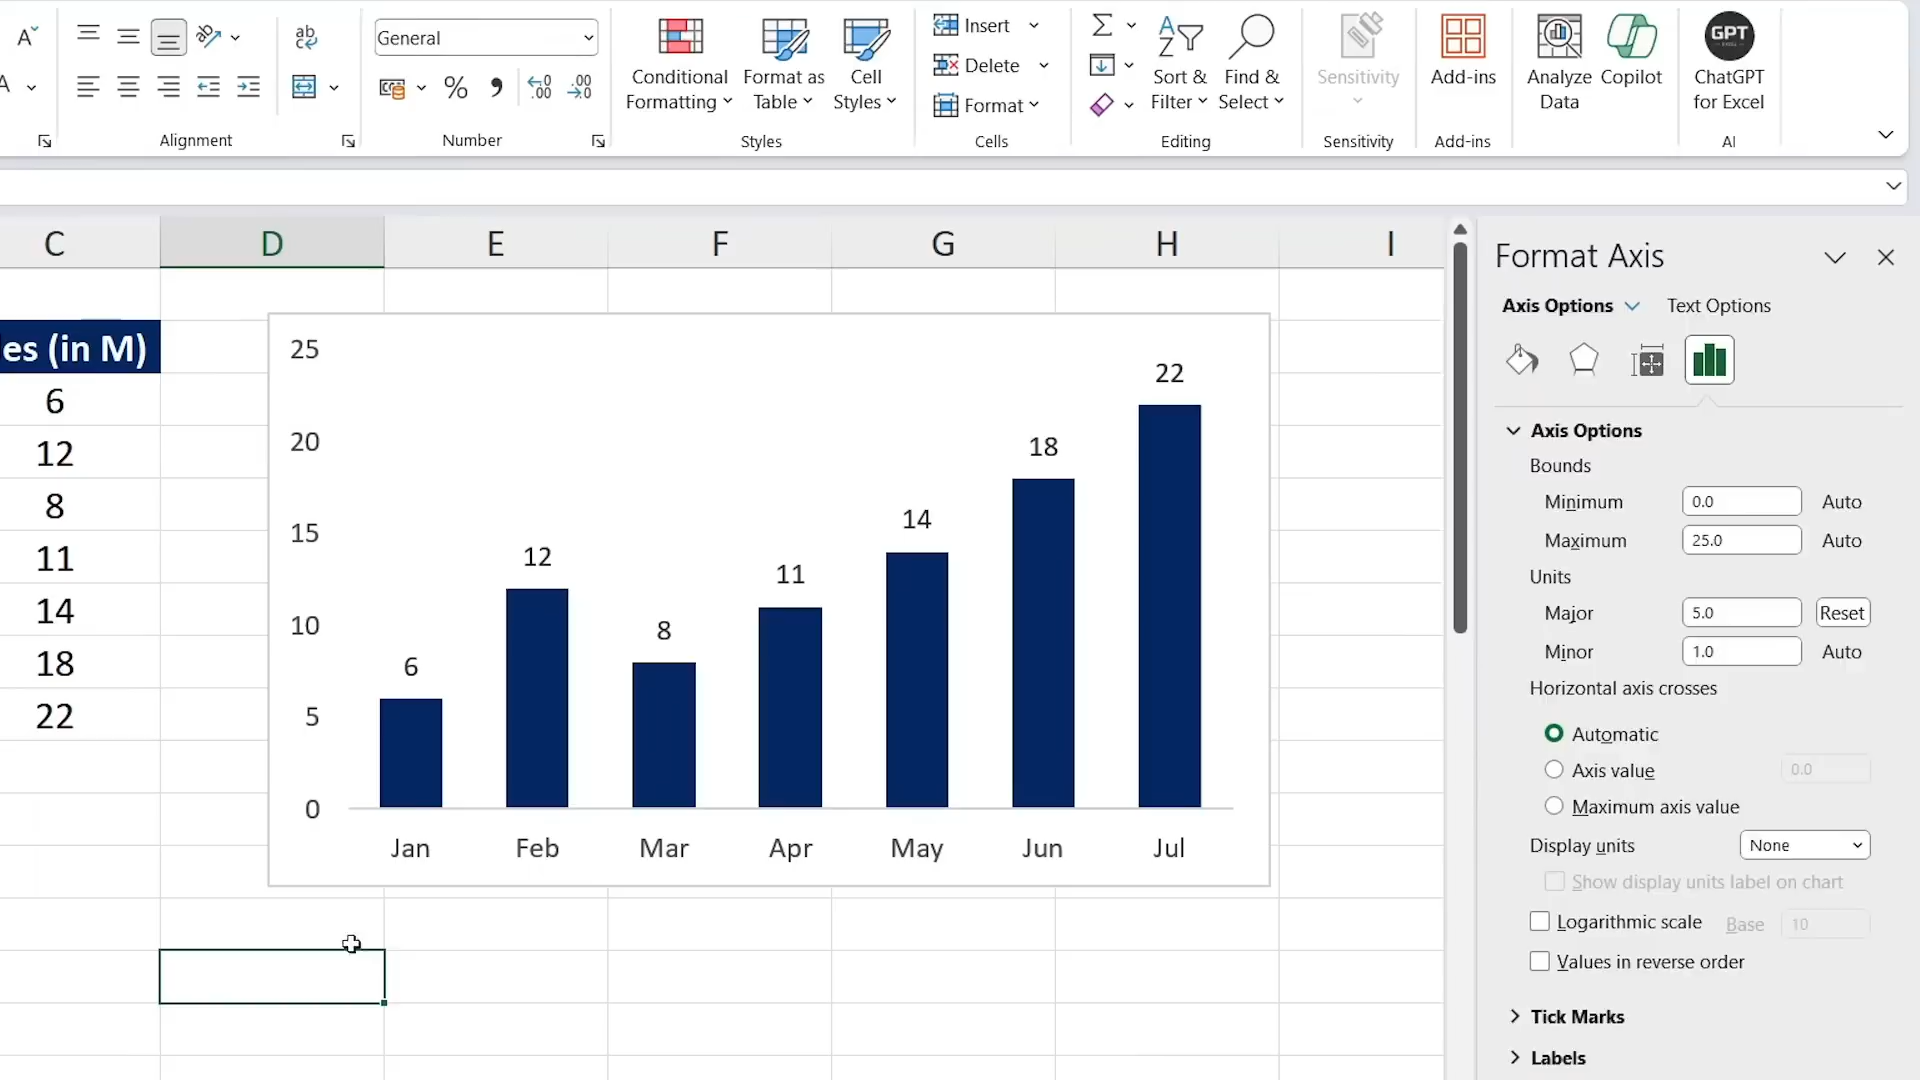 A
A
ab
General
%
,
.00
.00
Alignment
Number
Conditional
Formatting
Format as
Table
Cell
Styles
Styles
Insert
Delete
Format
Cells
Σ
A
Z
Sort &
Filter
Find &
Select
Editing
Sensitivity
Sensitivity
Add-ins
Add-ins
Analyze
Data
Copilot
GPT
EXCEL
ChatGPT
for Excel
AI
C
D
E
F
G
H
I
les (in M)
6
12
8
11
14
18
22
25
20
15
10
5
0
6
12
8
11
14
18
22
Jan
Feb
Mar
Apr
May
Jun
Jul
Format Axis
Axis Options
Text Options
Axis Options
Bounds
Minimum
0.0
Auto
Maximum
25.0
Auto
Units
Major
5.0
Reset
Minor
1.0
Auto
Horizontal axis crosses
Automatic
Axis value
0.0
Maximum axis value
Display units
None
Show display units label on chart
Logarithmic scale
Base
10
Values in reverse order
Tick Marks
Labels